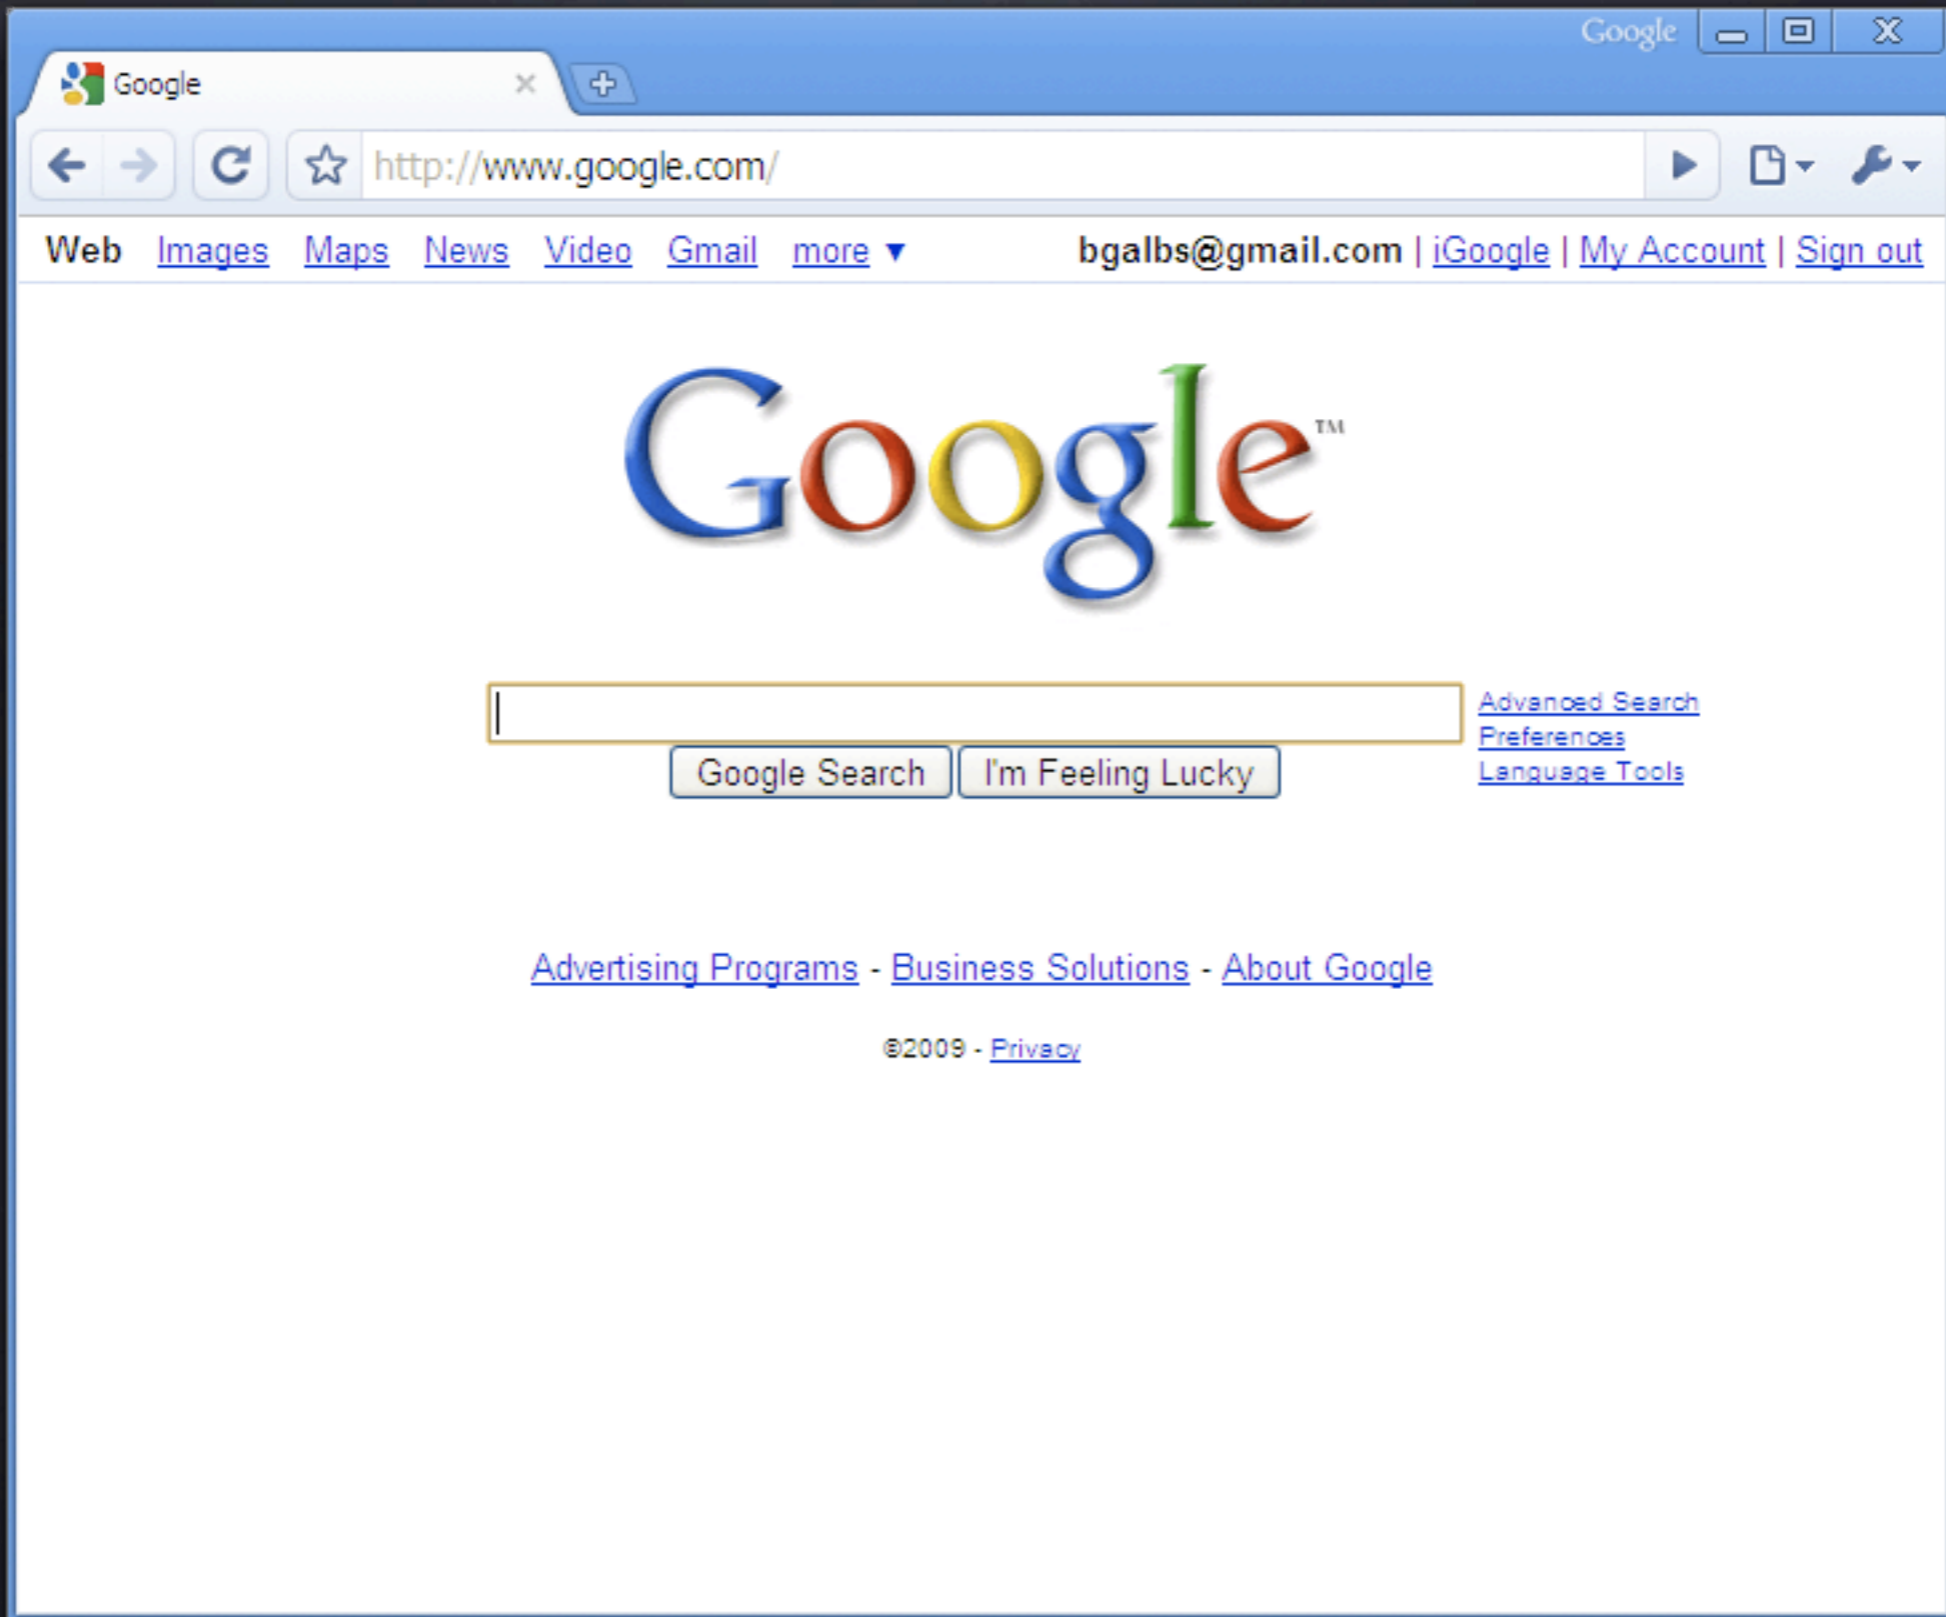 Google
Google
http://www.google.com/
Web Images Maps News Video Gmail more ▼ bgalbs@gmail.com | iGoogle | My Account | Sign out
Google™
Advanced Search
Preferences
Language Tools
Google Search I'm Feeling Lucky
Advertising Programs - Business Solutions - About Google
©2009 - Privacy